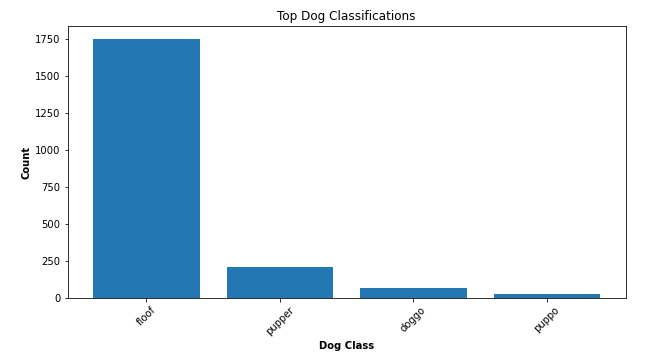 Top Dog Classifications
1750
1500
1250
1000
750
500
250
0
Count
floof
pupper
doggo
puppo
Dog Class